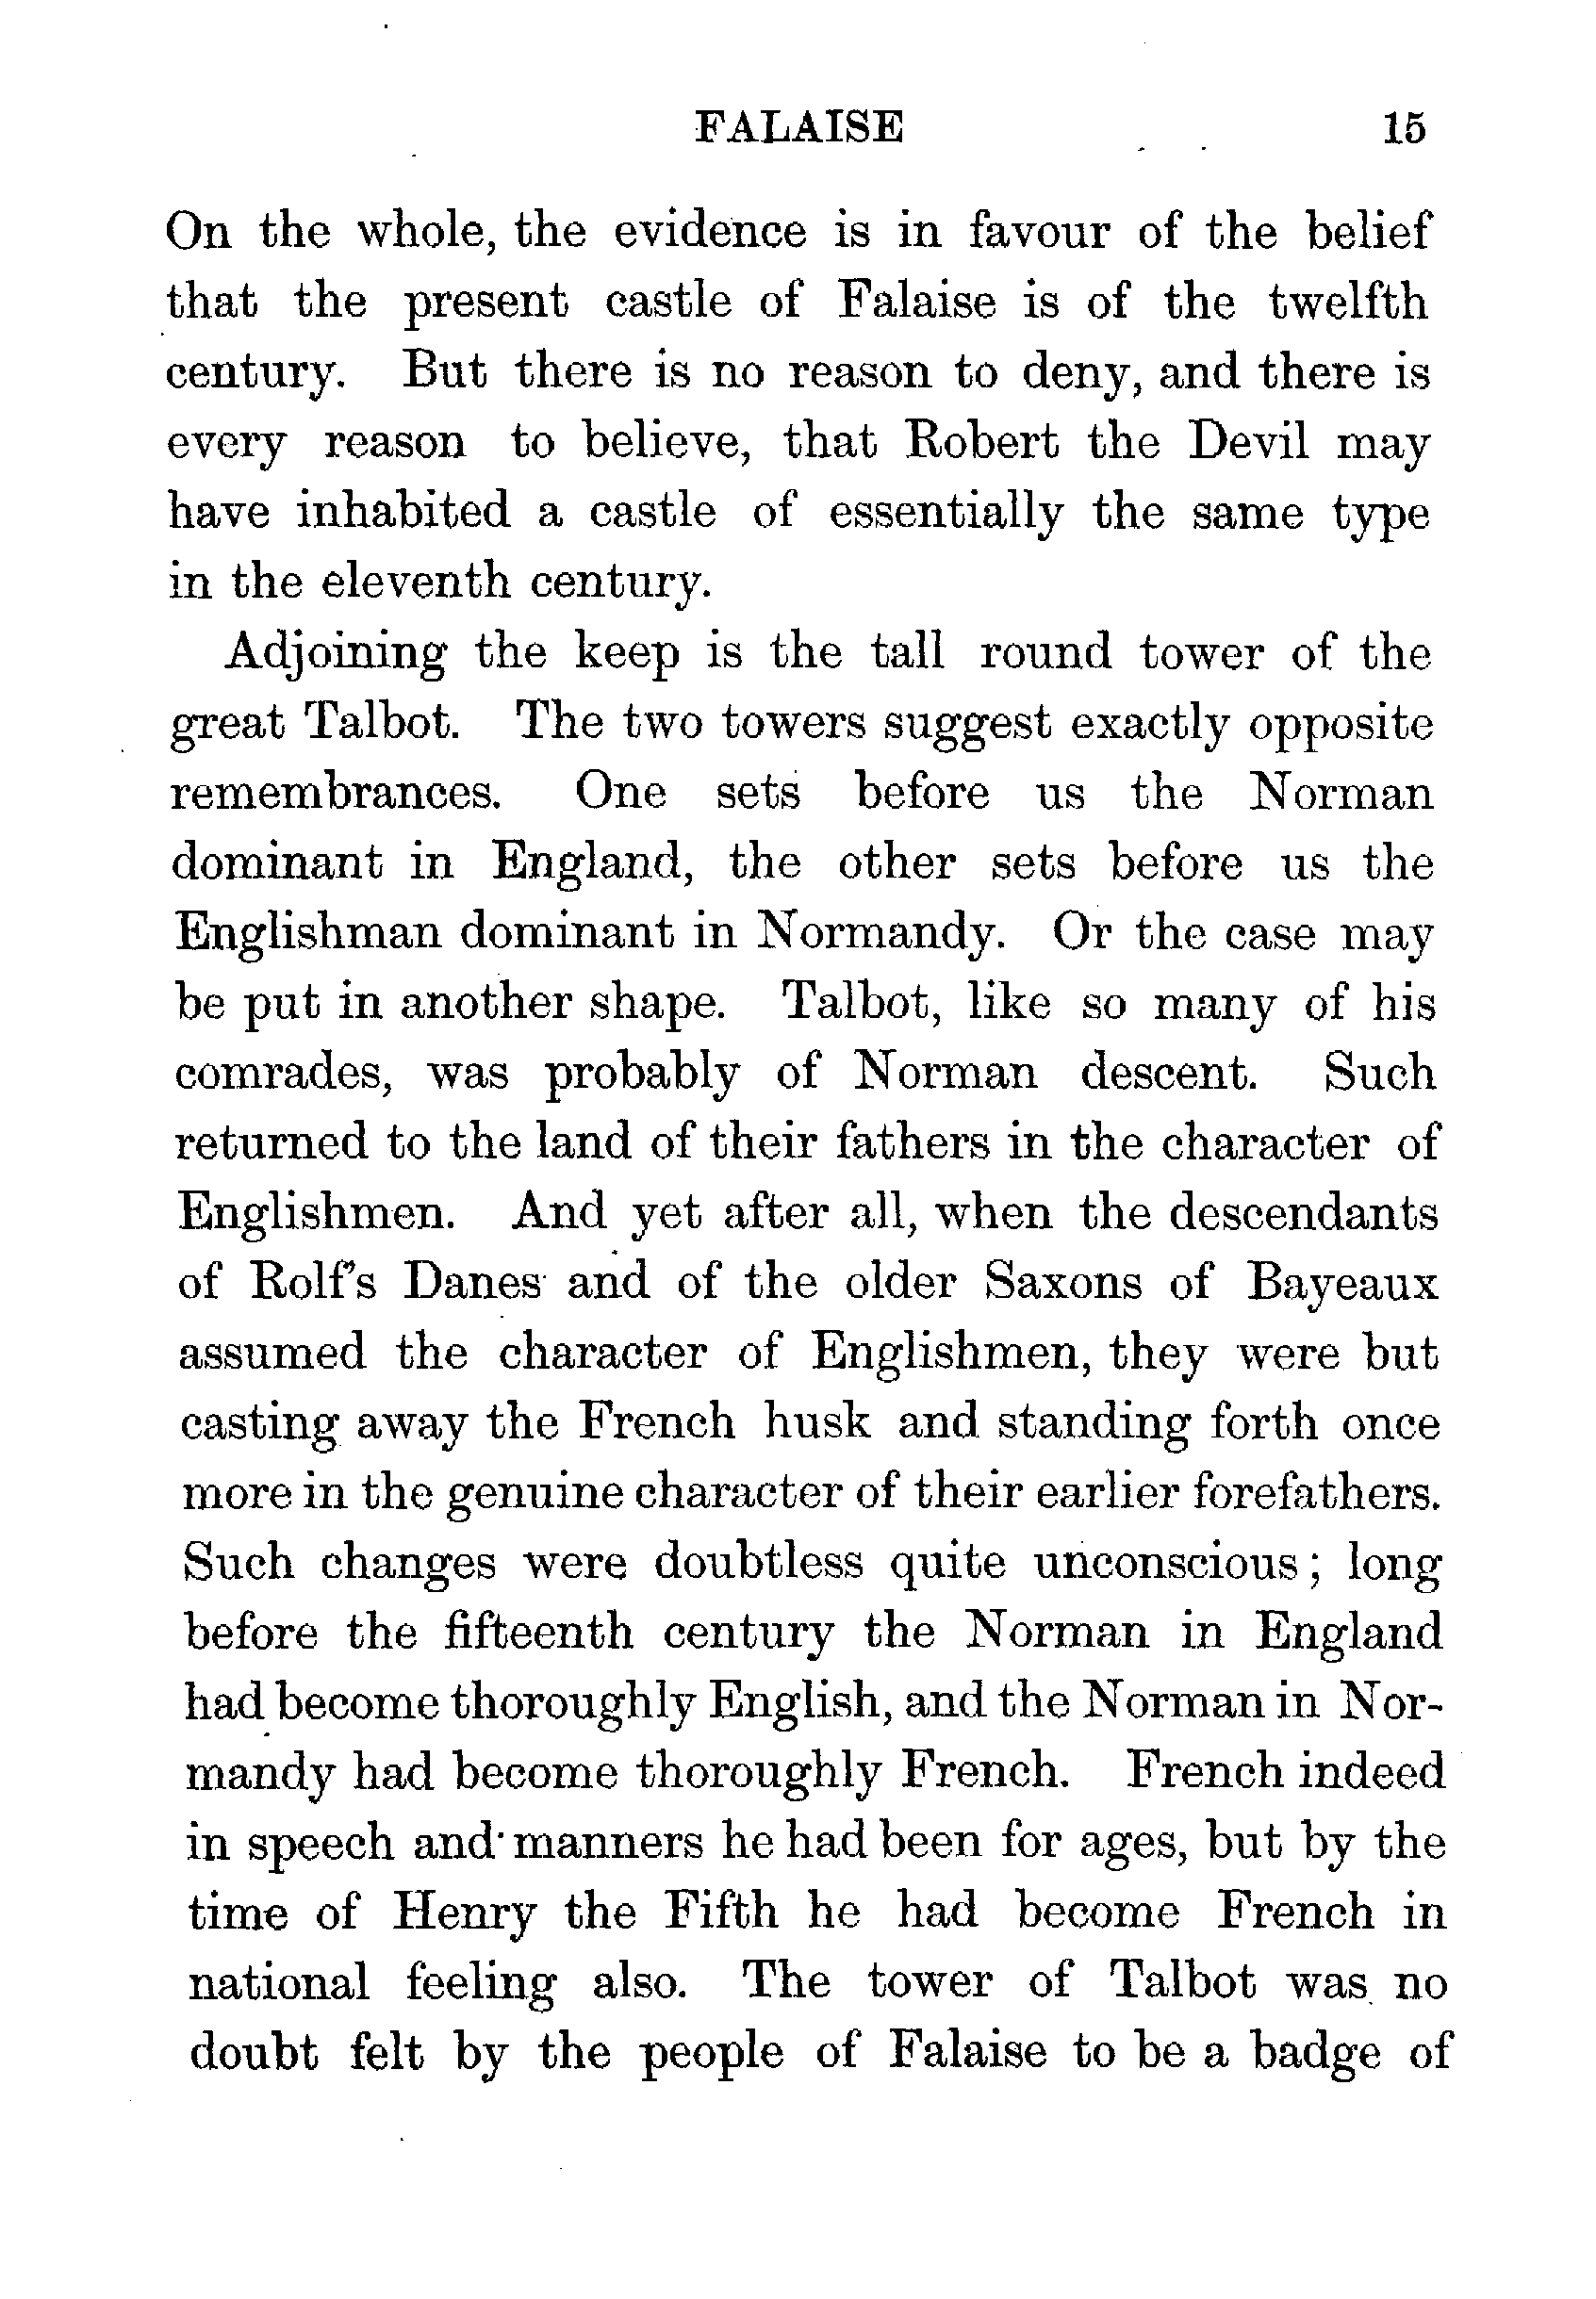 FALAISE 15
On the whole, the evidence is in favour of the belief
that the present castle of Falaise is of the twelfth
century. But there is no reason to deny, and there is
every reason to believe, that Robert the Devil may
have inhabited a castle of essentially the same type
in the eleventh century.
Adjoining the keep is the tall round tower of the
great Talbot. The two towers suggest exactly opposite
remembrances. One sets before us the Norman
dominant in England, the other sets before us the
Englishman dominant in Normandy. Or the case may
be put in another shape. Talbot, like so many of his
comrades, was probably of Norman descent. Such
returned to the land of their fathers in the character of
Englishmen. And yet after all, when the descendants
of Rolf's Danes and of the older Saxons of Bayeaux
assumed the character of Englishmen, they were but
casting away the French husk and standing forth once
more in the genuine character of their earlier forefathers.
Such changes were doubtless quite unconscious; long
before the fifteenth century the Norman in England
had become thoroughly English, and the Norman in Nor-
mandy had become thoroughly French. French indeed
in speech and manners he had been for ages, but by the
time of Henry the Fifth he had become French in
national feeling also. The tower of Talbot was no
doubt felt by the people of Falaise to be a badge of